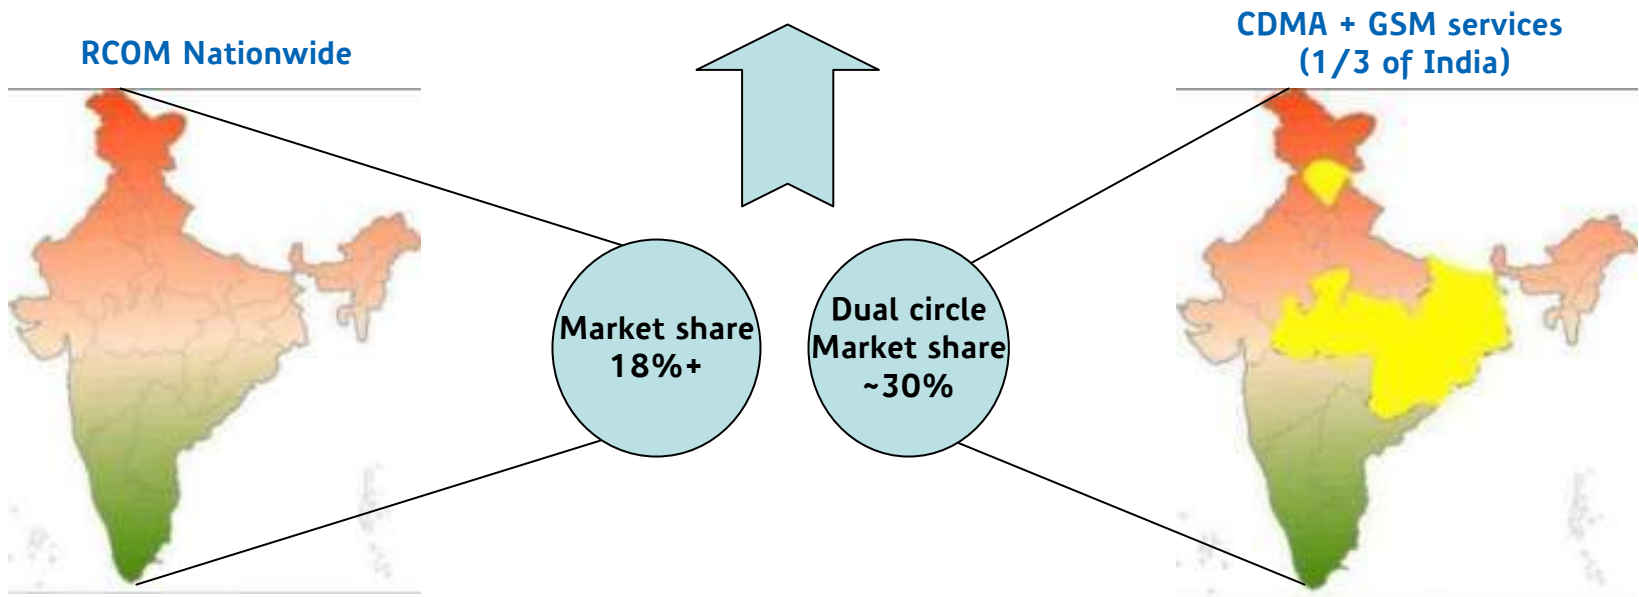 RCOM Nationwide
CDMA + GSM services
(1/3 of India)
Market share
18%+
Dual circle
Market share
~30%